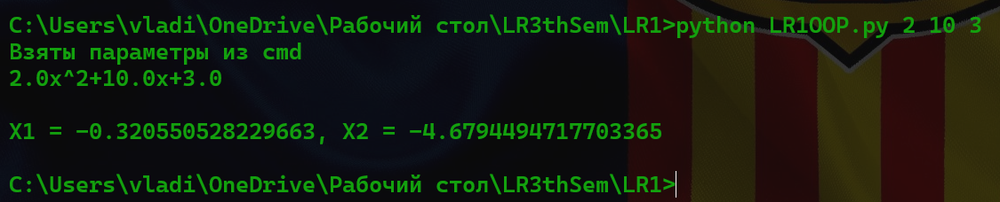 C:\Users\vladi\OneDrive\Рабочий стол\LR3thSem\LR1>python LR1OOP.py 2 10 3
Взяты параметры из cmd
2.0x^2+10.0x+3.0
X1 = -0.320550528229663, X2 = -4.6794494717703365
C:\Users\vladi\OneDrive\Рабочий стол\LR3thSem\LR1>